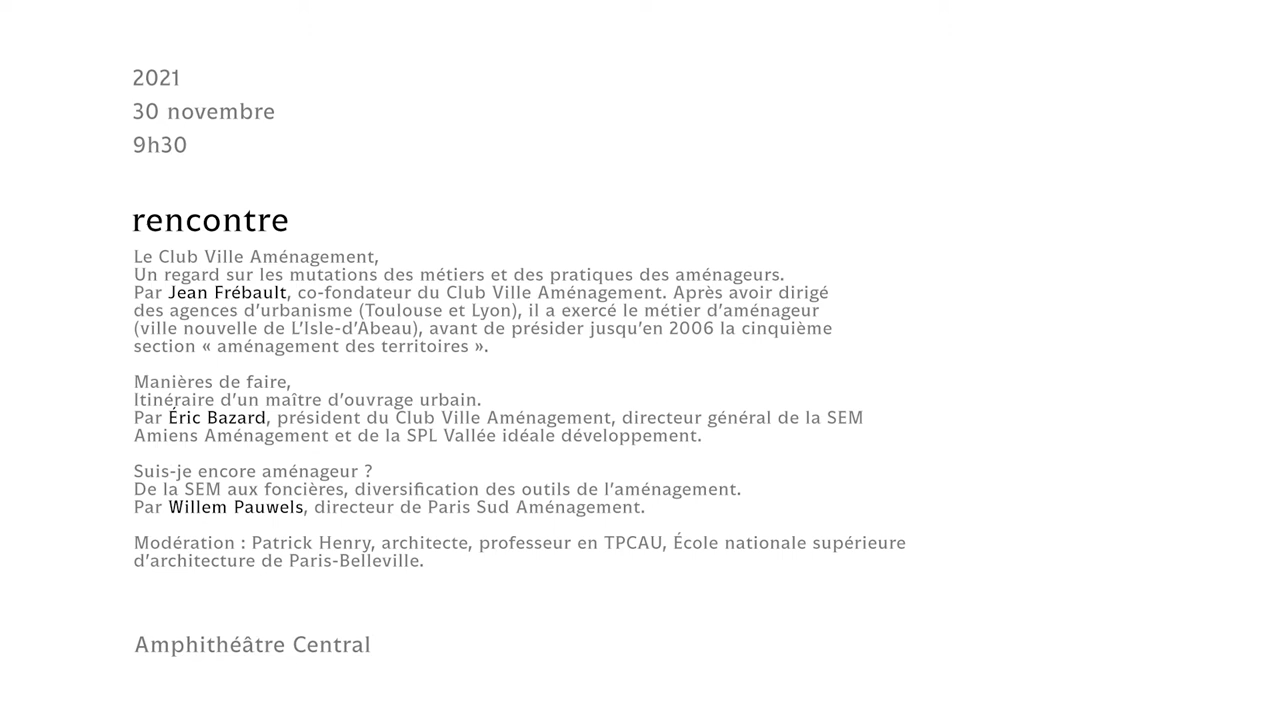 2021
30 novembre
9h30
rencontre
Le Club Ville Aménagement,
Un regard sur les mutations des métiers et des pratiques des aménageurs.
Par Jean Frébault, co-fondateur du Club Ville Aménagement. Après avoir dirigé
des agences d’urbanisme (Toulouse et Lyon), il a exercé le métier d’aménageur
(ville nouvelle de L’Isle-d’Abeau), avant de présider jusqu’en 2006 la cinquième
section « aménagement des territoires ».
Manières de faire,
Itinéraire d’un maître d’ouvrage urbain.
Par Éric Bazard, président du Club Ville Aménagement, directeur général de la SEM
Amiens Aménagement et de la SPL Vallée idéale développement.
Suis-je encore aménageur ?
De la SEM aux foncières, diversification des outils de l’aménagement.
Par Willem Pauwels, directeur de Paris Sud Aménagement.
Modération : Patrick Henry, architecte, professeur en TPCAU, École nationale supérieure
d’architecture de Paris-Belleville.
Amphithéâtre Central